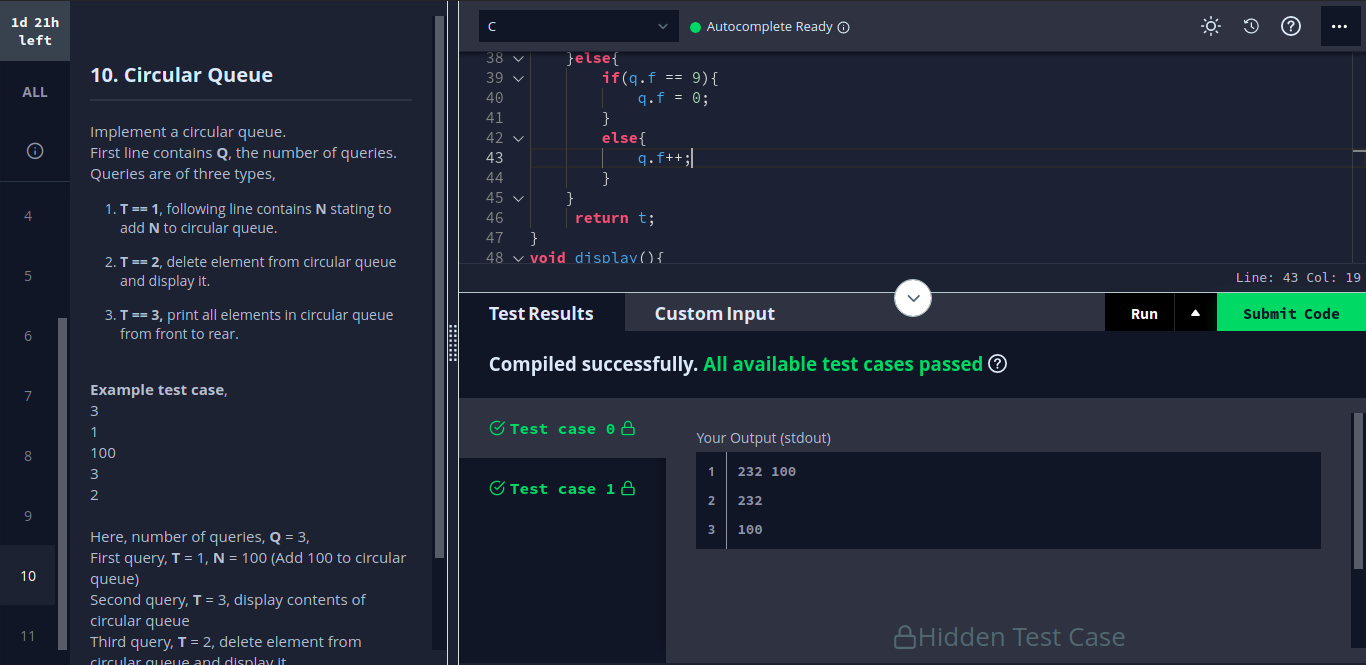 1d 21h
left
ALL
4
5
6
7
8
9
10
11
10. Circular Queue
Implement a circular queue.
First line contains Q, the number of queries.
Queries are of three types,
1. T == 1, following line contains N stating to
add N to circular queue.
2. T == 2, delete element from circular queue
and display it.
3. T == 3, print all elements in circular queue
from front to rear.
Example test case,
3
1
100
3
2
Here, number of queries, Q = 3,
First query, T = 1, N = 100 (Add 100 to circular
queue)
Second query, T = 3, display contents of
circular queue
Third query, T = 2, delete element from
circular queue and display it
C
Autocomplete Ready
38 }else{
39 if(q.f == 9){
40 q.f = 0;
41 }
42 else{
43 q.f++;
44 }
45 }
46 return t;
47 }
48 void display(){
Line: 43 Col: 19
Test Results
Custom Input
Run
Submit Code
Compiled successfully. All available test cases passed
Test case 0
Test case 1
Your Output (stdout)
1 232 100
2 232
3 100
Hidden Test Case